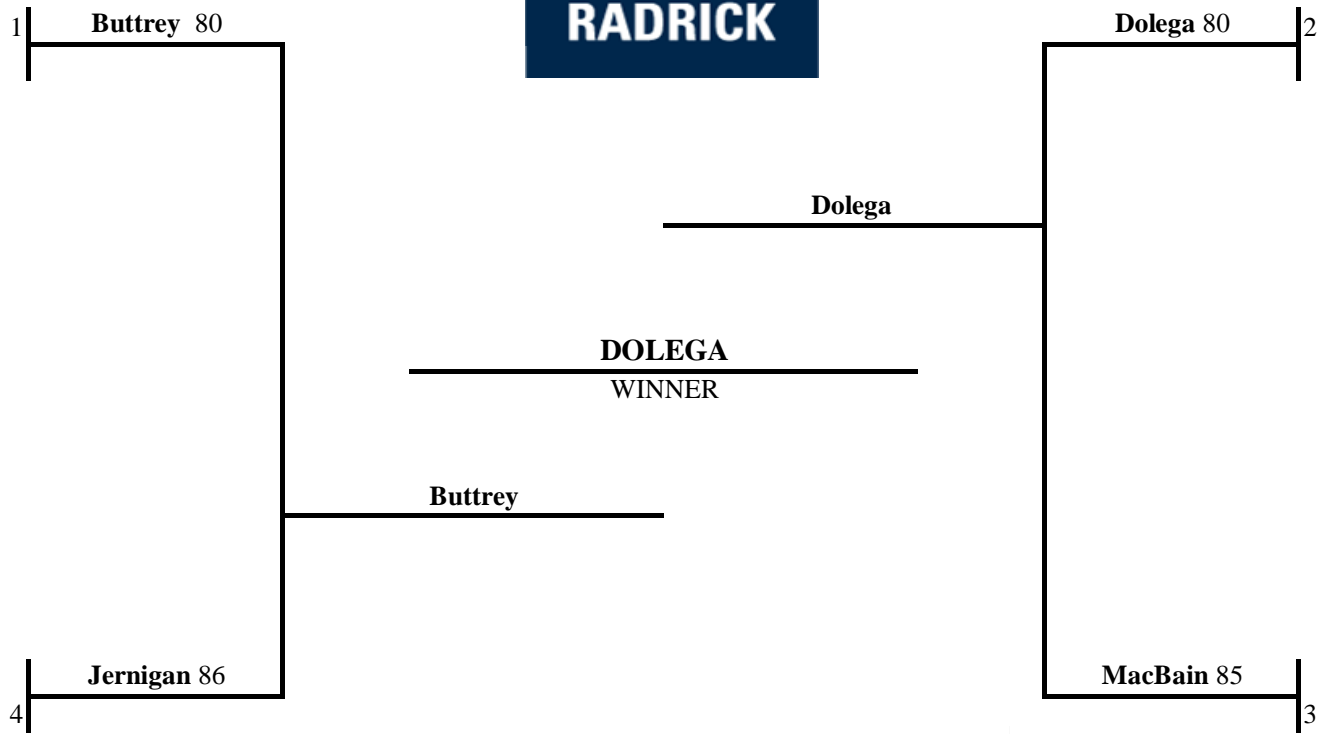 RADRICK
1 Buttrey 80
Dolega 80 2
Dolega
DOLEGA
WINNER
Buttrey
Jernigan 86
4
MacBain 85
3